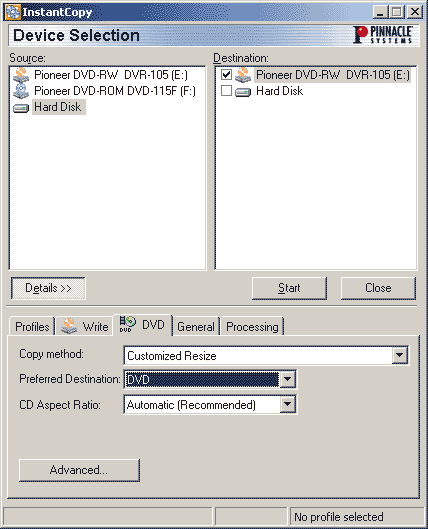 InstantCopy
Device Selection
PINNACLE
SYSTEMS
Source:
Destination:
Pioneer DVD-RW DVR-105 (E:)
Pioneer DVD-ROM DVD-115F (F:)
Hard Disk
Pioneer DVD-RW DVR-105 (E:)
Hard Disk
Details >>
Start
Close
Profiles
Write
DVD
DVD
General
Processing
Copy method:
Customized Resize
Preferred Destination:
DVD
CD Aspect Ratio:
Automatic (Recommended)
Advanced...
No profile selected